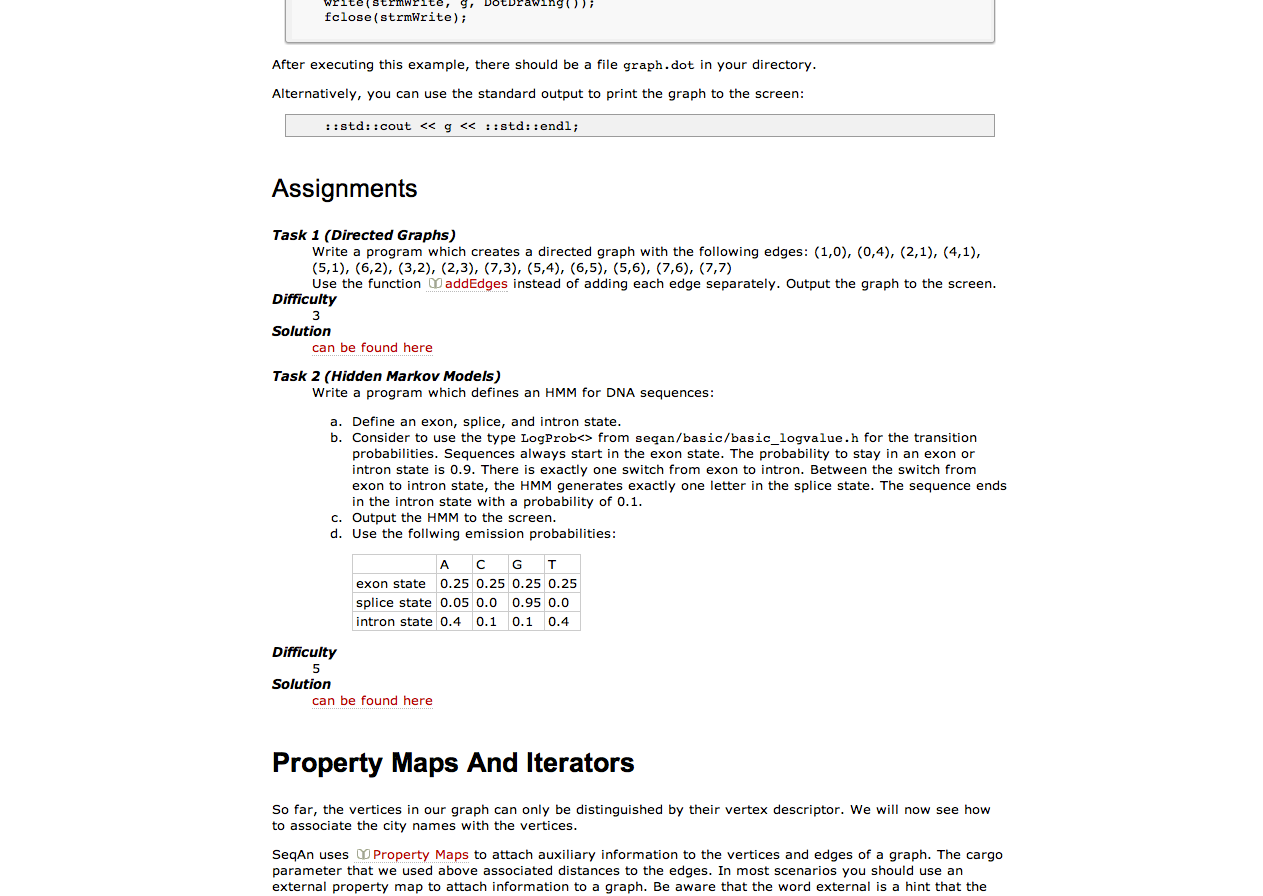 write(strmWrite, g, DotDrawing());
fclose(strmWrite);
After executing this example, there should be a file graph.dot in your directory.
Alternatively, you can use the standard output to print the graph to the screen:
::std::cout << g << ::std::endl;
Assignments
Task 1 (Directed Graphs)
Write a program which creates a directed graph with the following edges: (1,0), (0,4), (2,1), (4,1),
(5,1), (6,2), (3,2), (2,3), (7,3), (5,4), (6,5), (5,6), (7,6), (7,7)
Use the function addEdges instead of adding each edge separately. Output the graph to the screen.
Difficulty
3
Solution
can be found here
Task 2 (Hidden Markov Models)
Write a program which defines an HMM for DNA sequences:
a. Define an exon, splice, and intron state.
b. Consider to use the type LogProb<> from seqan/basic/basic_logvalue.h for the transition
probabilities. Sequences always start in the exon state. The probability to stay in an exon or
intron state is 0.9. There is exactly one switch from exon to intron. Between the switch from
exon to intron state, the HMM generates exactly one letter in the splice state. The sequence ends
in the intron state with a probability of 0.1.
c. Output the HMM to the screen.
d. Use the follwing emission probabilities:
A C G T
exon state 0.25 0.25 0.25 0.25
splice state 0.05 0.0 0.95 0.0
intron state 0.4 0.1 0.1 0.4
Difficulty
5
Solution
can be found here
Property Maps And Iterators
So far, the vertices in our graph can only be distinguished by their vertex descriptor. We will now see how
to associate the city names with the vertices.
SeqAn uses Property Maps to attach auxiliary information to the vertices and edges of a graph. The cargo
parameter that we used above associated distances to the edges. In most scenarios you should use an
external property map to attach information to a graph. Be aware that the word external is a hint that the